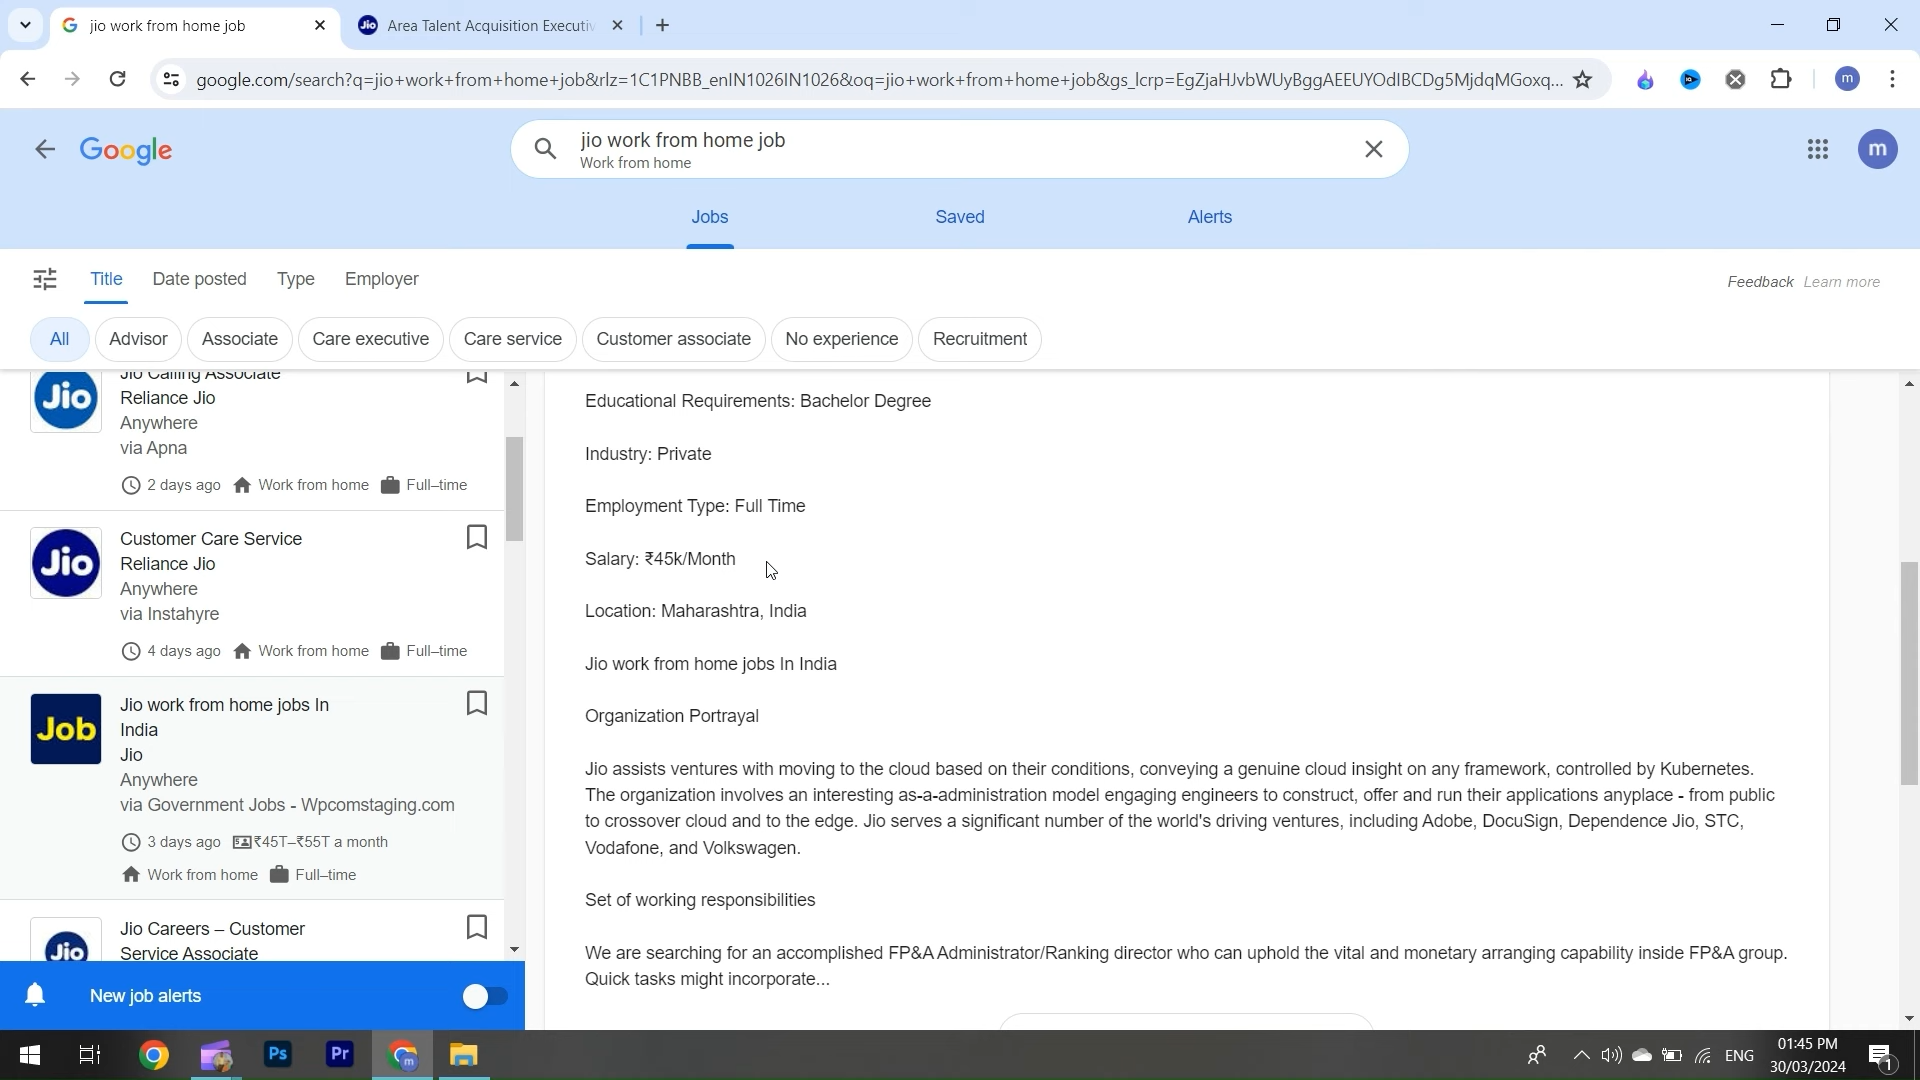 jio work from home job
Area Talent Acquisition Executiv
google.com/search?q=jio+work+from+home+job&rlz=1C1PNBB_enIN1026IN1026&oq=jio+work+from+home+job&gs_lcrp=EgZjaHJvbWUyBggAEEUYOdIBCDg5MjdqMGoxq...
m
Google
jio work from home job
Work from home
m
Jobs
Saved
Alerts
Title
Date posted
Type
Employer
Feedback
Learn more
All
Advisor
Associate
Care executive
Care service
Customer associate
No experience
Recruitment
Jio
Jio Calling Associate
Reliance Jio
Anywhere
via Apna
2 days ago
Work from home
Full–time
Jio
Customer Care Service
Reliance Jio
Anywhere
via Instahyre
4 days ago
Work from home
Full–time
Job
Jio work from home jobs In
India
Jio
Anywhere
via Government Jobs - Wpcomstaging.com
3 days ago
₹45T–₹55T a month
Work from home
Full–time
Jio
Jio Careers – Customer
Service Associate
New job alerts
Educational Requirements: Bachelor Degree
Industry: Private
Employment Type: Full Time
Salary: ₹45k/Month
Location: Maharashtra, India
Jio work from home jobs In India
Organization Portrayal
Jio assists ventures with moving to the cloud based on their conditions, conveying a genuine cloud insight on any framework, controlled by Kubernetes.
The organization involves an interesting as-a-administration model engaging engineers to construct, offer and run their applications anyplace - from public
to crossover cloud and to the edge. Jio serves a significant number of the world's driving ventures, including Adobe, DocuSign, Dependence Jio, STC,
Vodafone, and Volkswagen.
Set of working responsibilities
We are searching for an accomplished FP&A Administrator/Ranking director who can uphold the vital and monetary arranging capability inside FP&A group.
Quick tasks might incorporate...
Ps
Pr
ENG
01:45 PM
30/03/2024
1